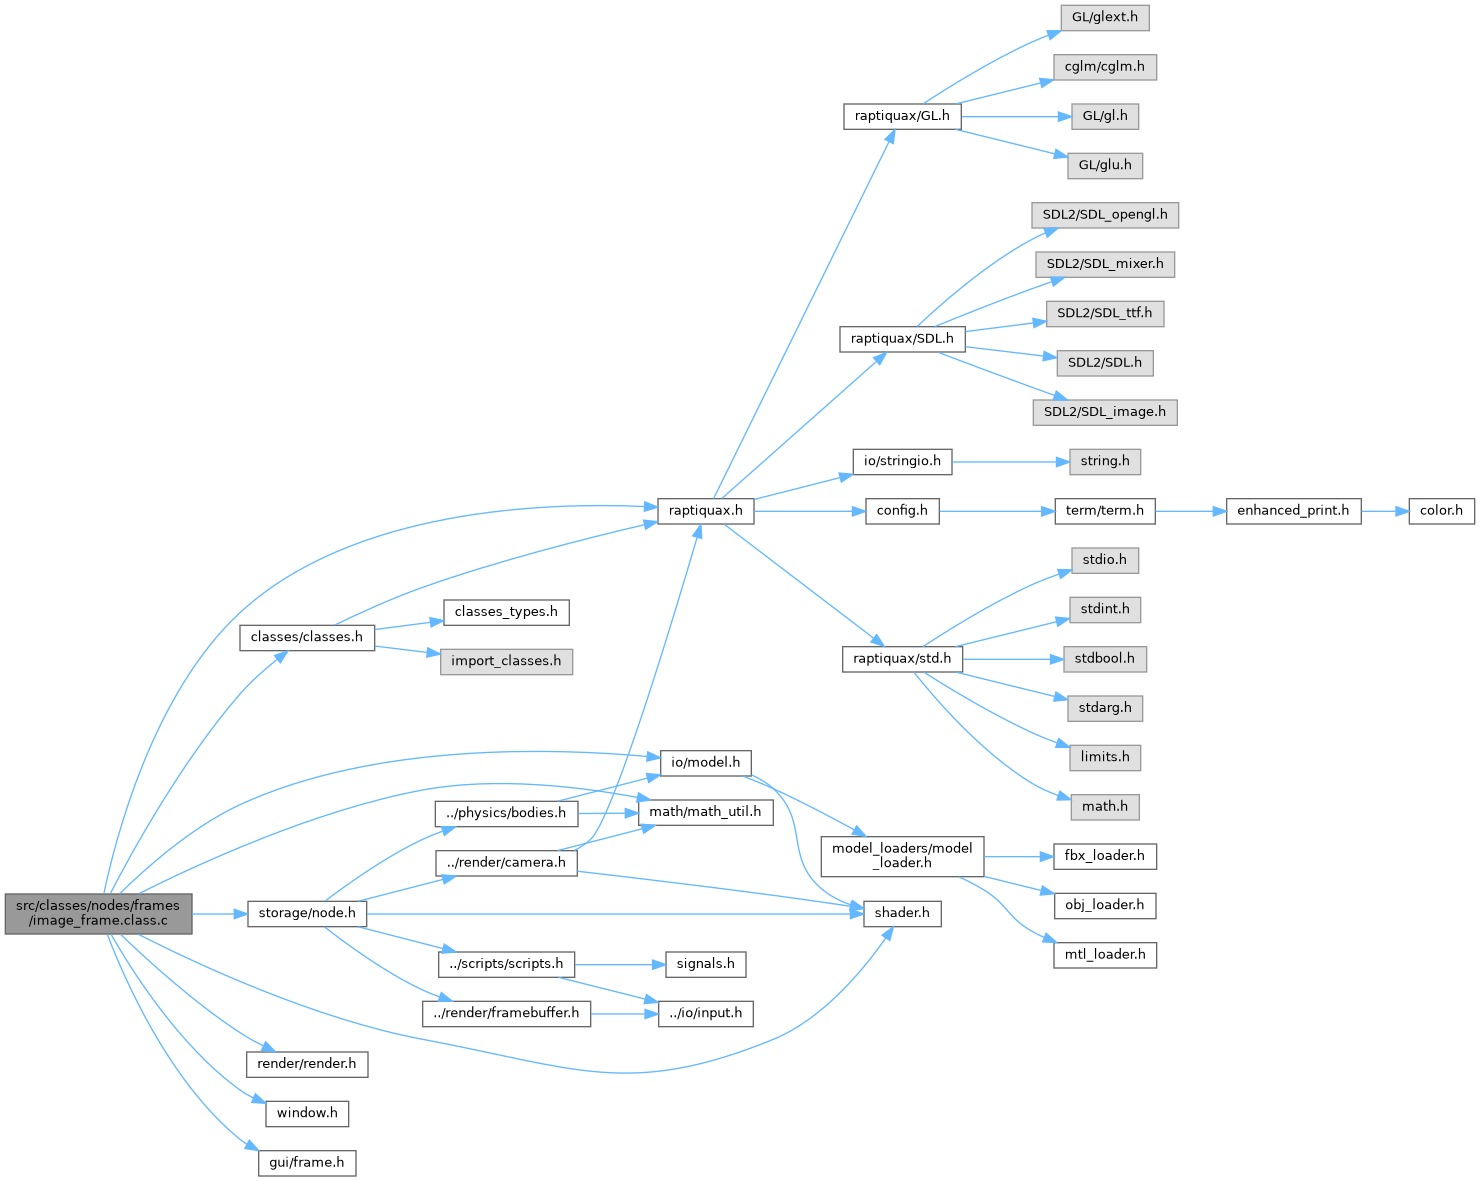 GL/glext.h
cglm/cglm.h
raptiquax/GL.h
GL/gl.h
GL/glu.h
SDL2/SDL_opengl.h
SDL2/SDL_mixer.h
SDL2/SDL_ttf.h
raptiquax/SDL.h
SDL2/SDL.h
SDL2/SDL_image.h
io/stringio.h
string.h
raptiquax.h
config.h
term/term.h
enhanced_print.h
color.h
stdio.h
classes_types.h
stdint.h
classes/classes.h
import_classes.h
raptiquax/std.h
stdbool.h
stdarg.h
limits.h
io/model.h
math.h
../physics/bodies.h
math/math_util.h
model_loaders/model
_loader.h
fbx_loader.h
../render/camera.h
obj_loader.h
src/classes/nodes/frames
/image_frame.class.c
storage/node.h
shader.h
mtl_loader.h
../scripts/scripts.h
signals.h
../render/framebuffer.h
../io/input.h
render/render.h
window.h
gui/frame.h